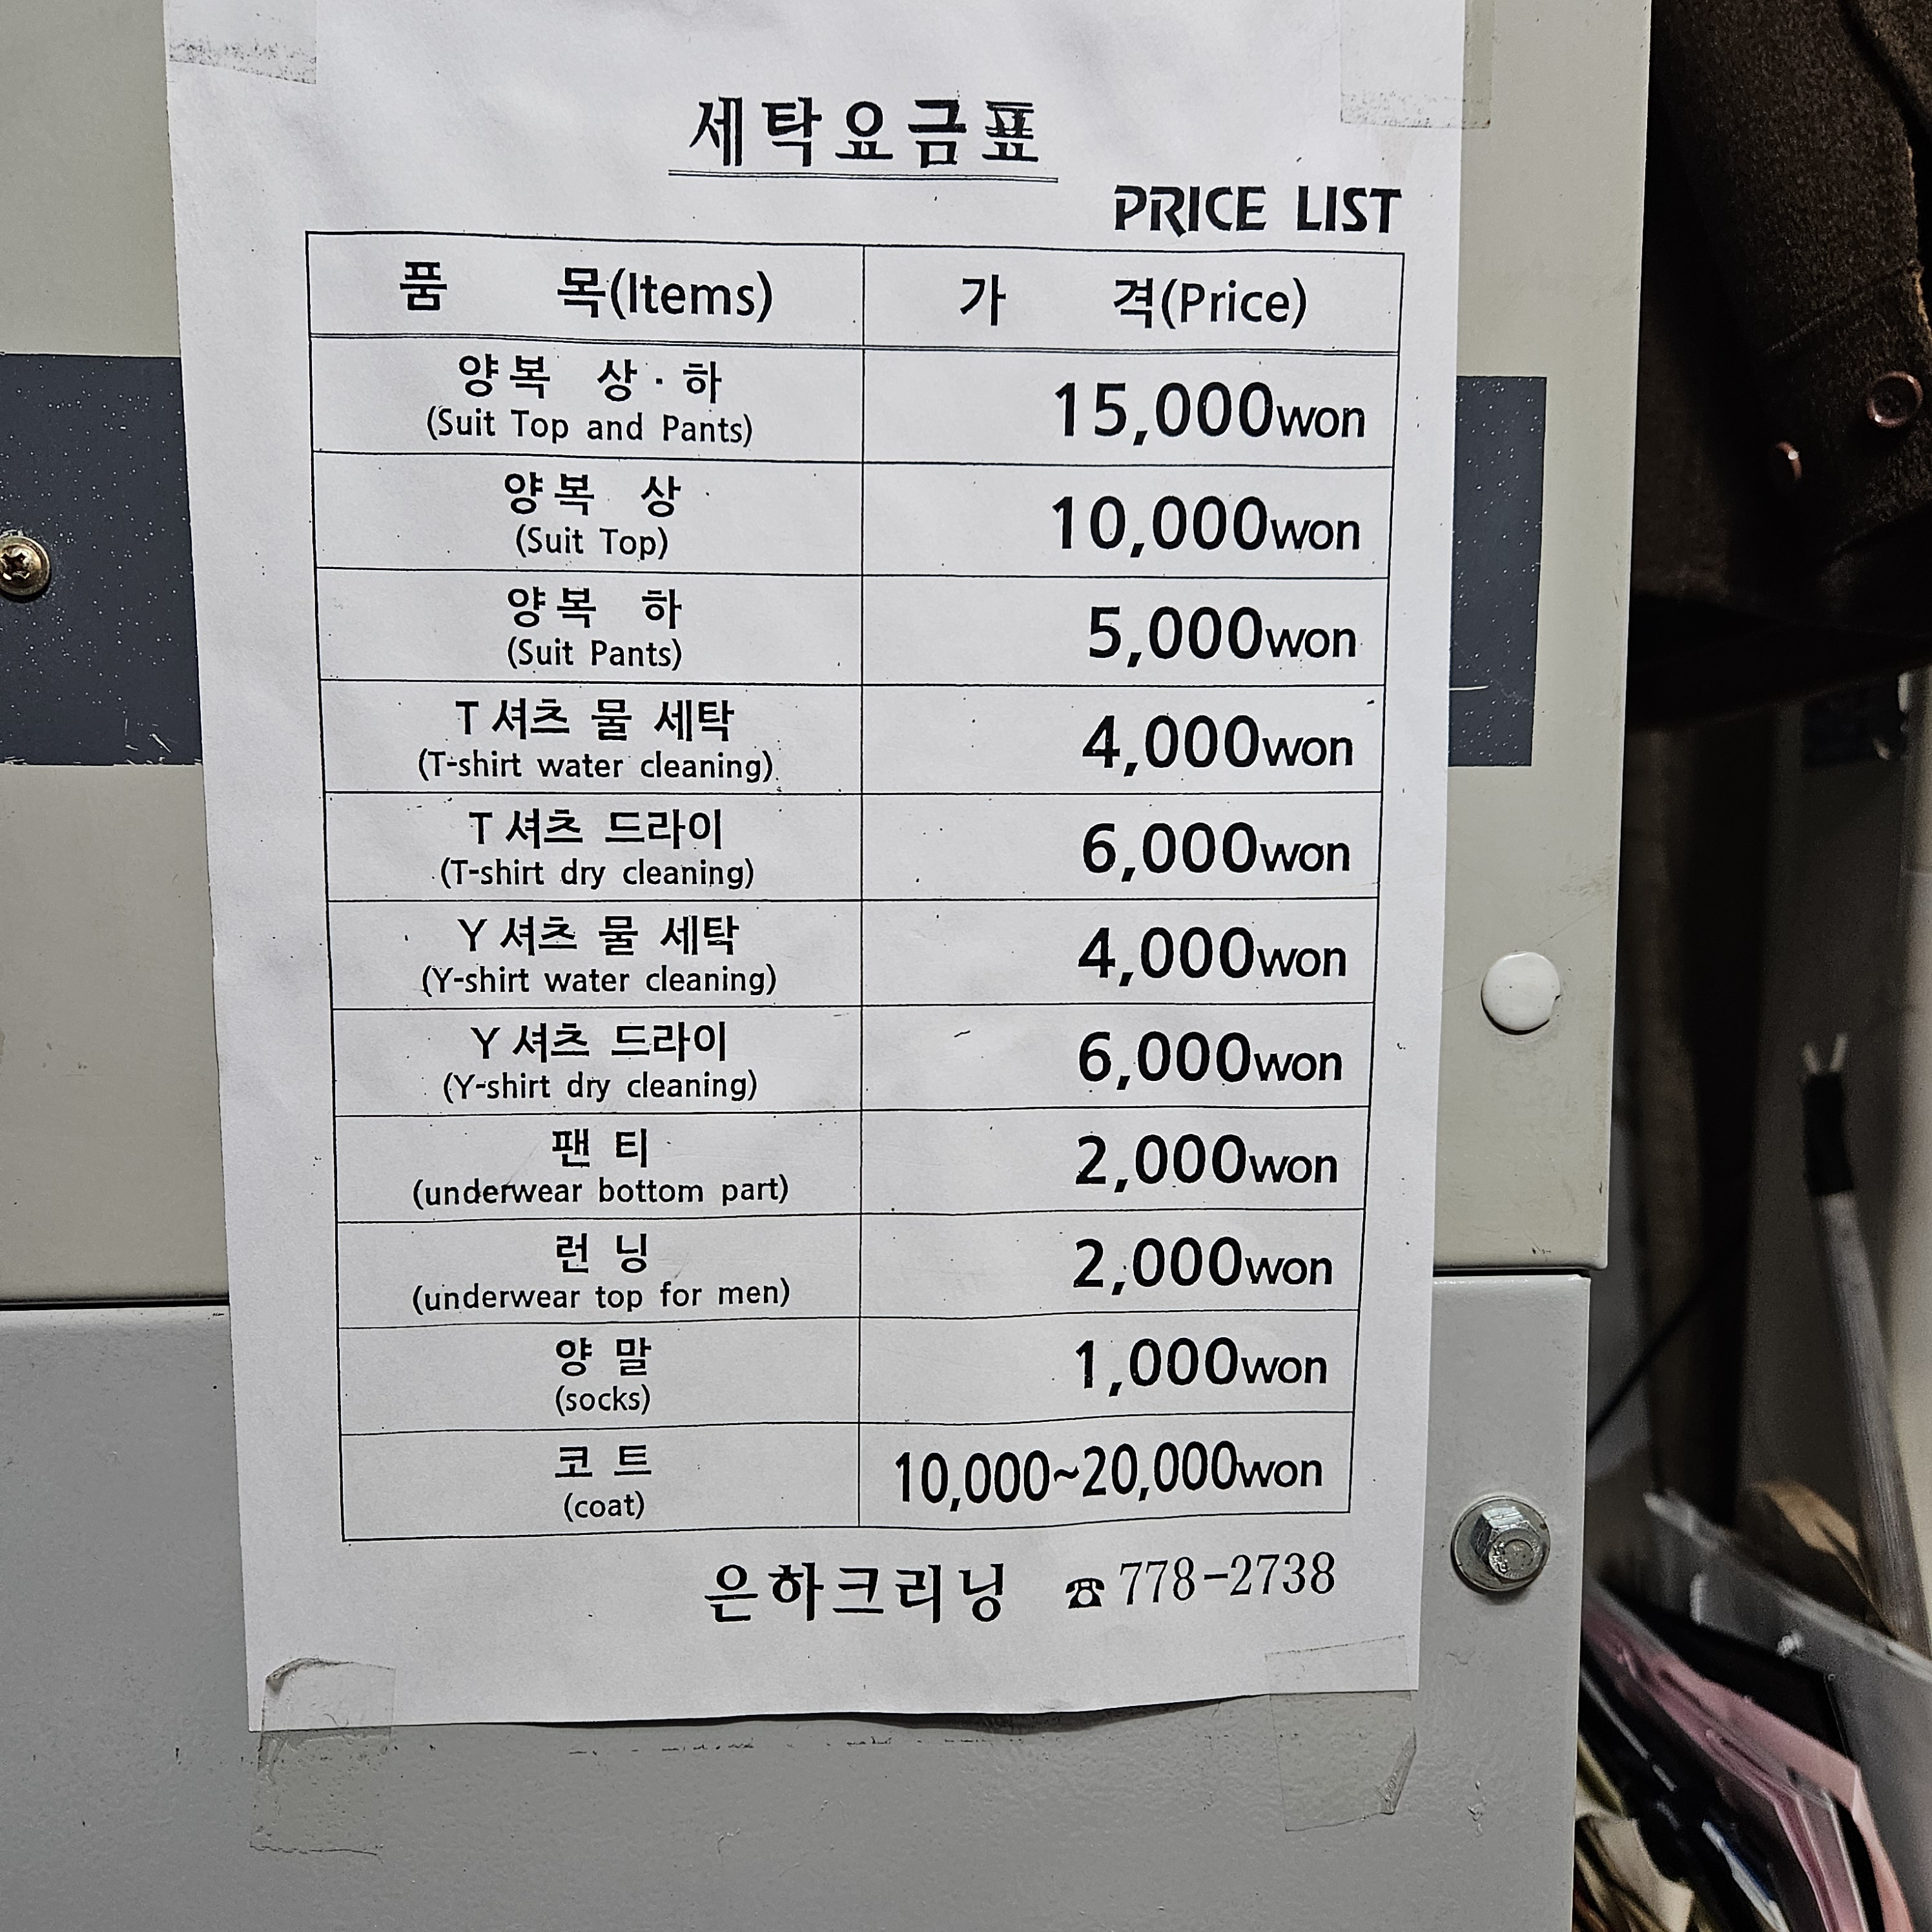 세탁요금표
PRICE LIST
품 목(Items) 가 격(Price)
양복 상·하
(Suit Top and Pants)
15,000won
양복 상
(Suit Top)
10,000won
양복 하
(Suit Pants)
5,000won
T셔츠 물 세탁
(T-shirt water cleaning)
4,000won
T셔츠 드라이
(T-shirt dry cleaning)
6,000won
Y셔츠 물 세탁
(Y-shirt water cleaning)
4,000won
Y셔츠 드라이
(Y-shirt dry cleaning)
6,000won
팬 티
(underwear bottom part)
2,000won
런 닝
(underwear top for men)
2,000won
양 말
(socks)
1,000won
코 트
(coat)
10,000~20,000won
은하크리닝 ☎778-2738